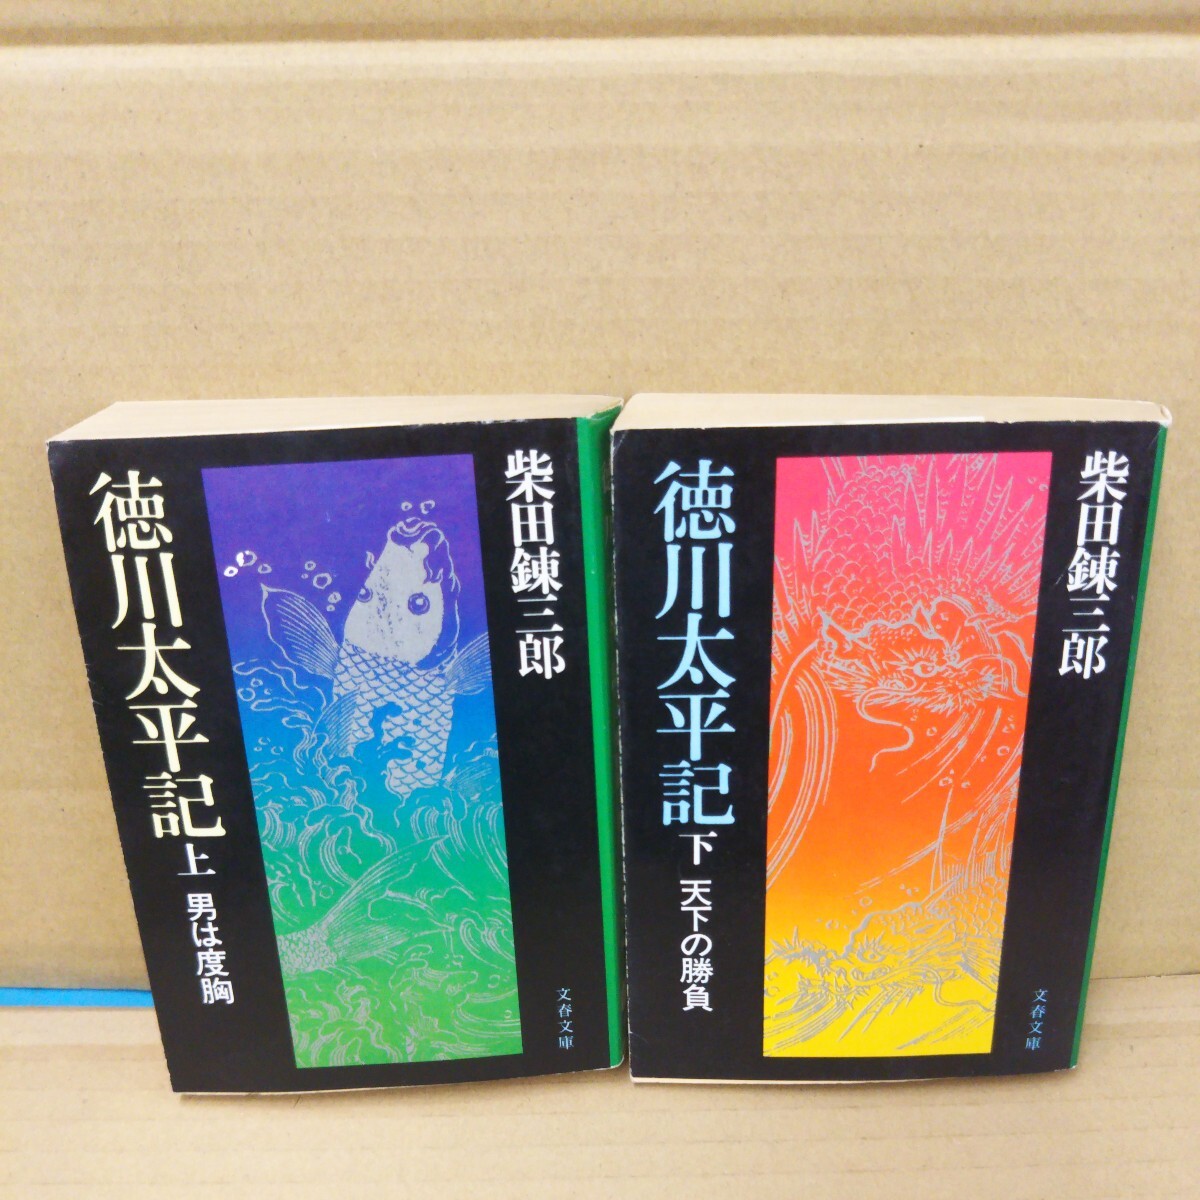 柴田錬三郎
徳川太平記
上 男は度胸
文春文庫
柴田錬三郎
徳川太平記
下 天下の勝負
文春文庫